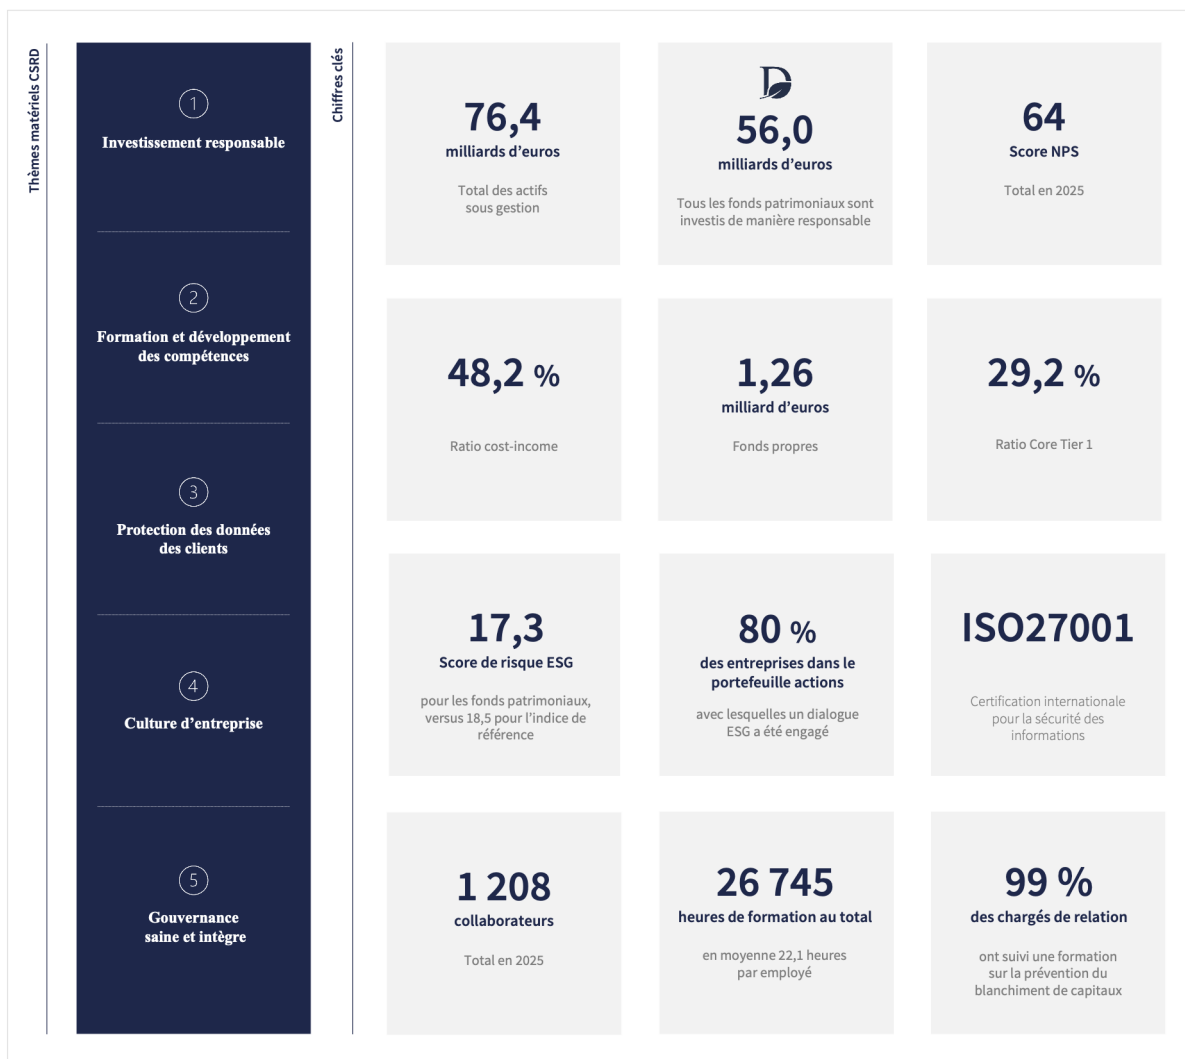 Thèmes matériels CSRD
1
Investissement responsable
2
Formation et développement
des compétences
3
Protection des données
des clients
4
Culture d’entreprise
5
Gouvernance
saine et intègre
Chiffres clés
76,4
milliards d’euros
Total des actifs
sous gestion
D
56,0
milliards d’euros
Tous les fonds patrimoniaux sont
investis de manière responsable
64
Score NPS
Total en 2025
48,2 %
Ratio cost-income
1,26
milliard d’euros
Fonds propres
29,2 %
Ratio Core Tier 1
17,3
Score de risque ESG
pour les fonds patrimoniaux,
versus 18,5 pour l’indice de
référence
80 %
des entreprises dans le
portefeuille actions
avec lesquelles un dialogue
ESG a été engagé
ISO27001
Certification internationale
pour la sécurité des
informations
1 208
collaborateurs
Total en 2025
26 745
heures de formation au total
en moyenne 22,1 heures
par employé
99 %
des chargés de relation
ont suivi une formation
sur la prévention du
blanchiment de capitaux